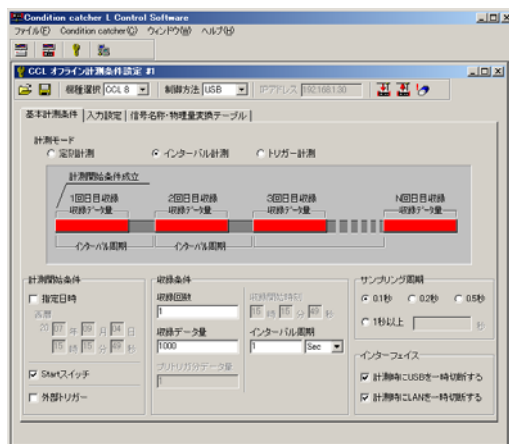 Condition catcher L Control Software
ファイル(F) Condition catcher(C) ウィンドウ(W) ヘルプ(H)
CCL オフライン計測条件設定 #1
機種選択 CCL 8 制御方法 USB IPアドレス 192.168.1.30
基本計測条件 入力設定 信号名称・物理量変換テーブル
計測モード
定刻計測 インターバル計測 トリガー計測
計測開始条件成立
1回目収録 2回目収録 3回目収録 N回目収録
収録データ量 収録データ量 収録データ量 収録データ量
インターバル周期 インターバル周期
計測開始条件 収録条件 サンプリング周期
指定日時 収録回数 収録開始時刻 0.1秒 0.2秒 0.5秒
西暦 1 15 時 15 分 49 秒
20 07 年 09 月 04 日 収録データ量 インターバル周期 1秒以上 秒
15 時 15 分 49 秒 1000 1 Sec
インターフェイス
Startスイッチ プリトリガ分データ量 計測時にUSBを一時切断する
1
外部トリガー 計測時にLANを一時切断する